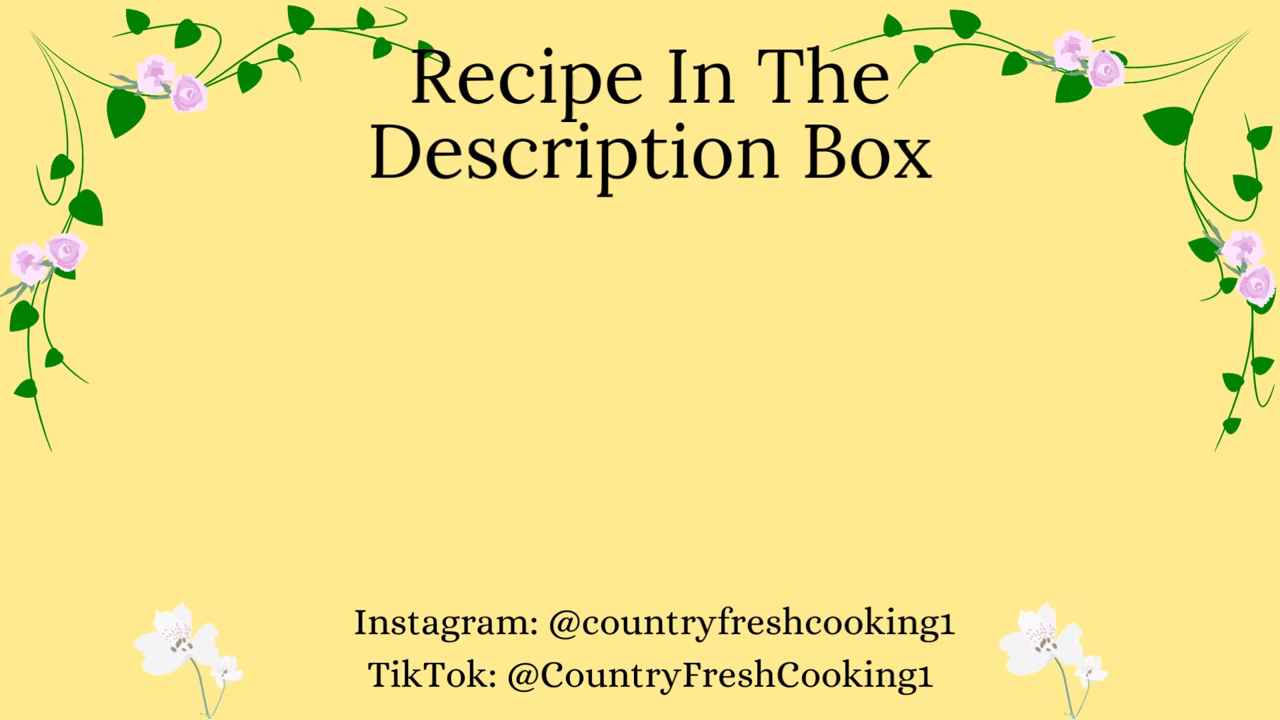 Recipe In The
Description Box
Instagram: @countryfreshcooking1
TikTok: @CountryFreshCooking1